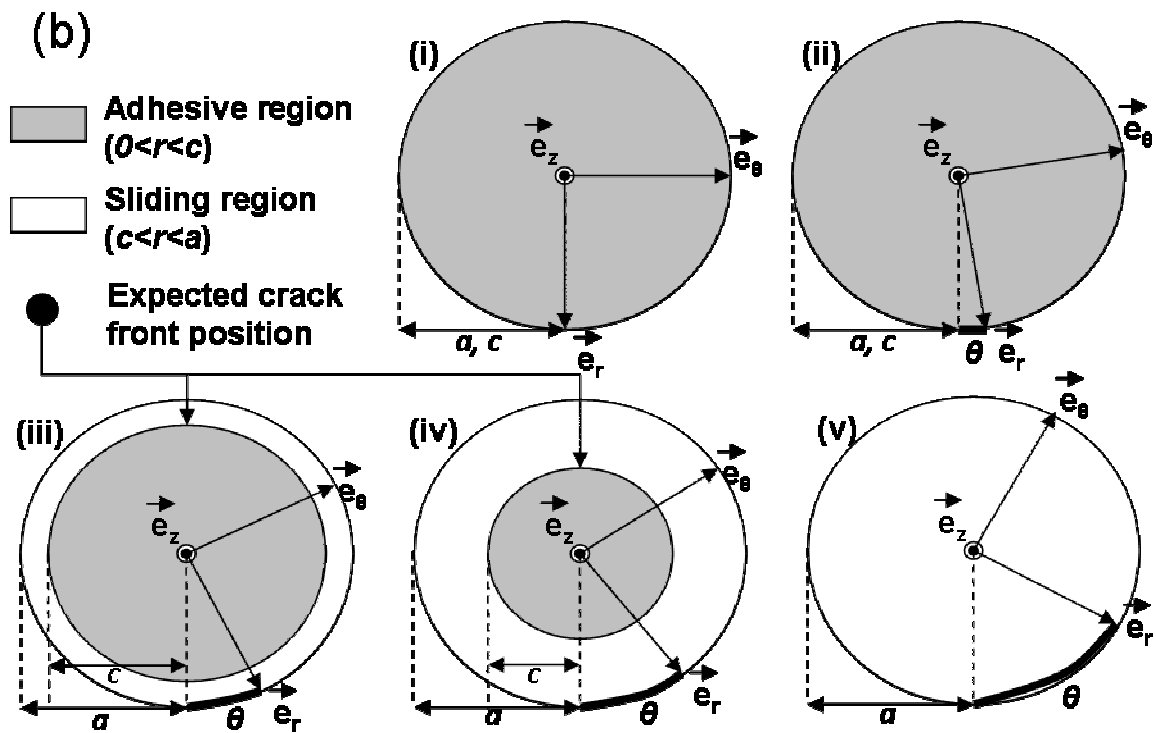 (b)
Adhesive region
(0<r<c)
Sliding region
(c<r<a)
Expected crack
front position
(i)
e_z
e_θ
a, c
e_r
(ii)
e_z
e_θ
a, c
θ
e_r
(iii)
e_z
e_θ
c
a
θ
e_r
(iv)
e_z
e_θ
c
a
θ
e_r
(v)
e_z
e_θ
a
θ
e_r